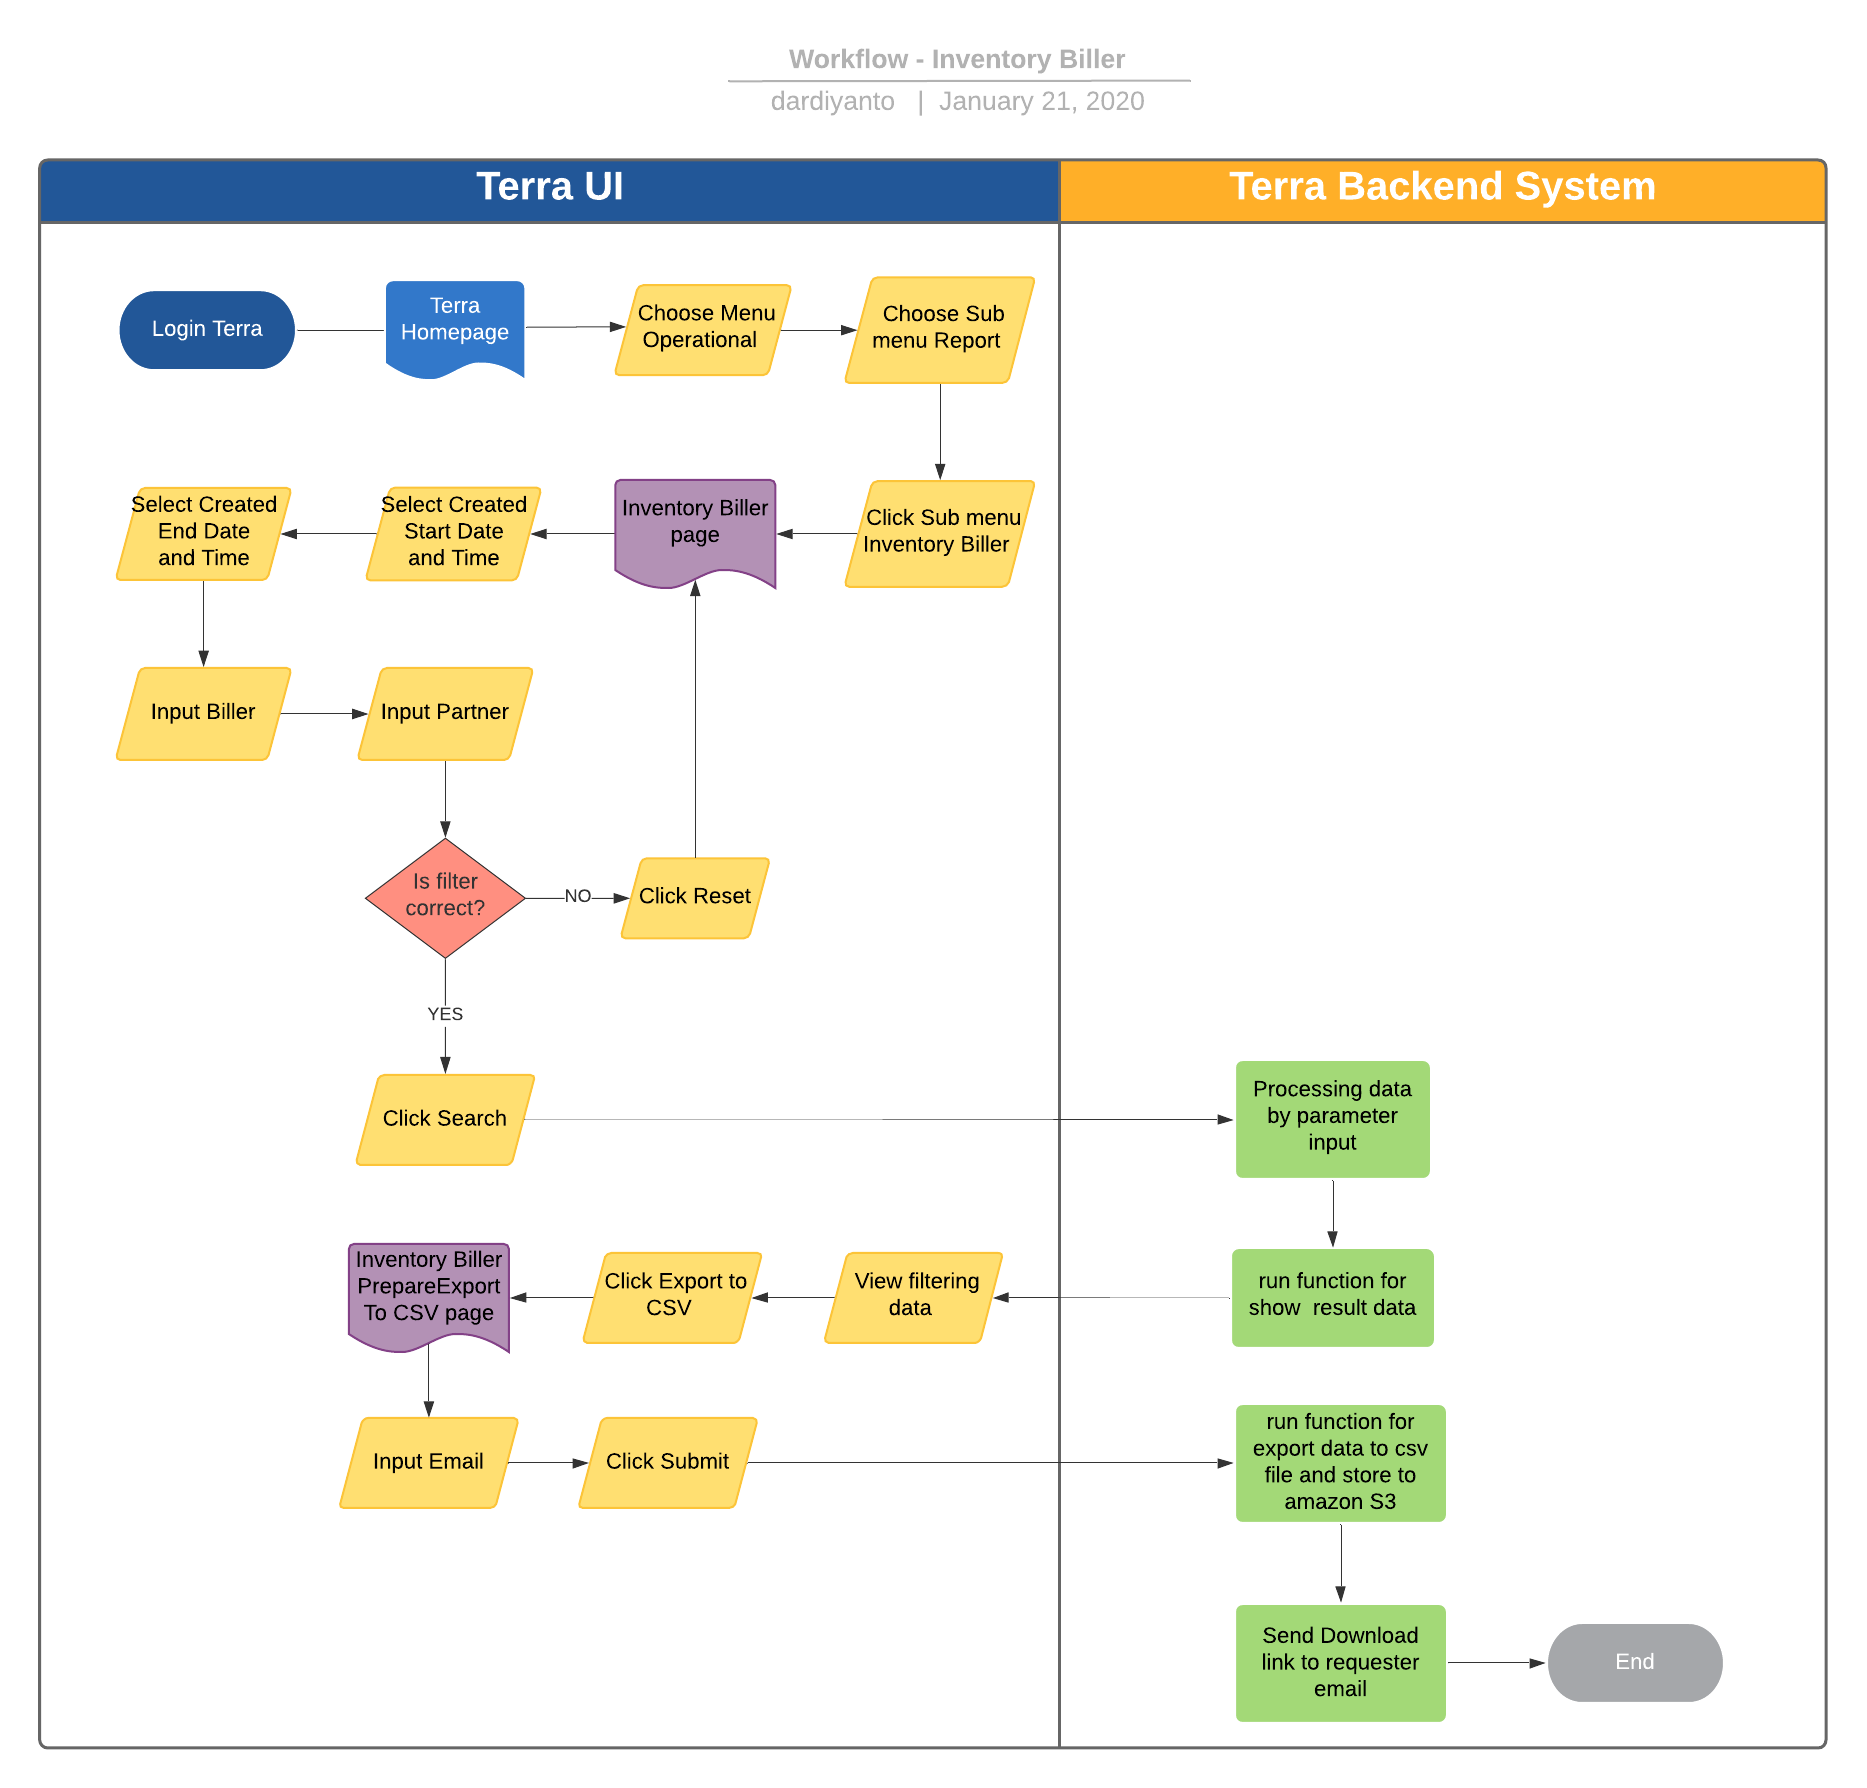 Workflow - Inventory Biller
dardiyanto | January 21, 2020
Terra UI
Terra Backend System
Login Terra
Terra
Homepage
Choose Menu
Operational
Choose Sub
menu Report
Select Created
End Date
and Time
Select Created
Start Date
and Time
Inventory Biller
page
Click Sub menu
Inventory Biller
Input Biller
Input Partner
Is filter
correct?
NO
Click Reset
YES
Click Search
Processing data
by parameter
input
Inventory Biller
PrepareExport
To CSV page
Click Export to
CSV
View filtering
data
run function for
show result data
Input Email
Click Submit
run function for
export data to csv
file and store to
amazon S3
Send Download
link to requester
email
End